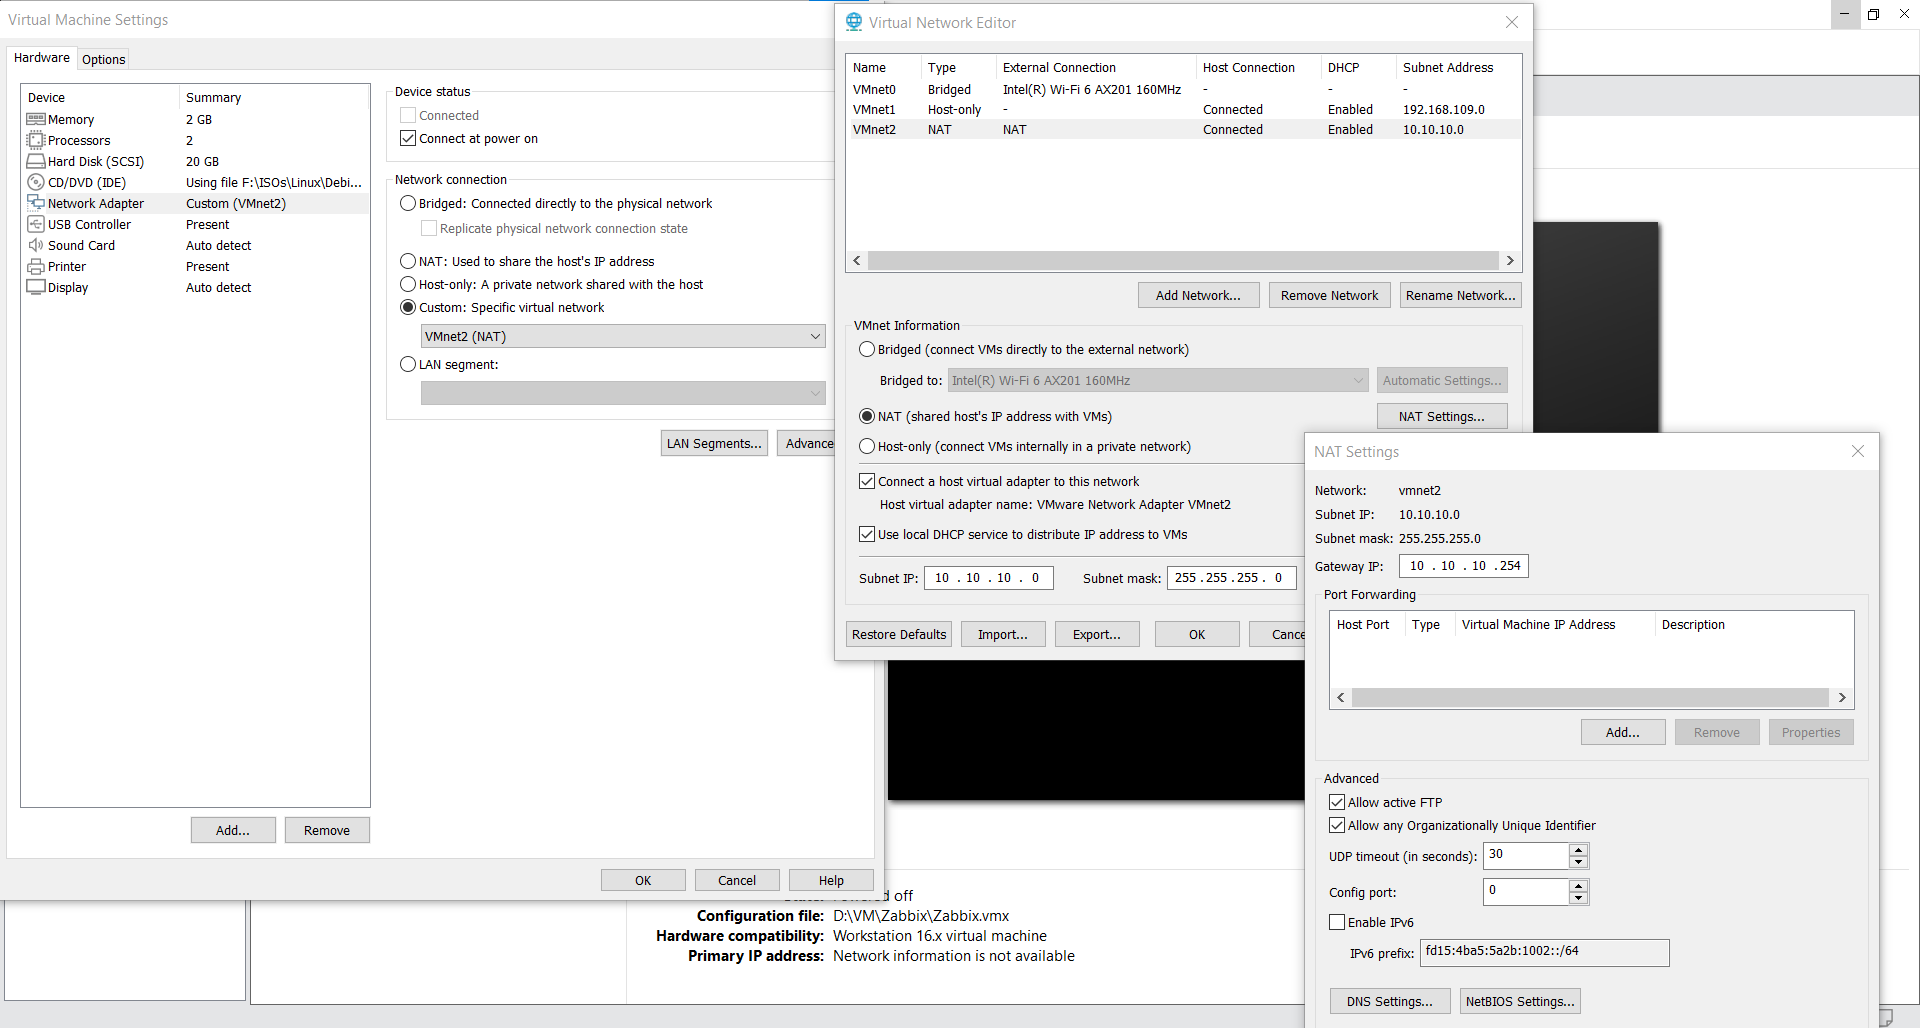 Virtual Machine Settings
Hardware
Options
Device Summary
Memory 2 GB
Processors 2
Hard Disk (SCSI) 20 GB
CD/DVD (IDE) Using file F:\ISOs\Linux\Debi...
Network Adapter Custom (VMnet2)
USB Controller Present
Sound Card Auto detect
Printer Present
Display Auto detect
Add... Remove
Device status
Connected
Connect at power on
Network connection
Bridged: Connected directly to the physical network
Replicate physical network connection state
NAT: Used to share the host's IP address
Host-only: A private network shared with the host
Custom: Specific virtual network
VMnet2 (NAT)
LAN segment:
LAN Segments... Advance
OK Cancel Help
Virtual Network Editor
Name Type External Connection Host Connection DHCP Subnet Address
VMnet0 Bridged Intel(R) Wi-Fi 6 AX201 160MHz - - -
VMnet1 Host-only - Connected Enabled 192.168.109.0
VMnet2 NAT NAT Connected Enabled 10.10.10.0
Add Network... Remove Network Rename Network...
VMnet Information
Bridged (connect VMs directly to the external network)
Bridged to: Intel(R) Wi-Fi 6 AX201 160MHz Automatic Settings...
NAT (shared host's IP address with VMs) NAT Settings...
Host-only (connect VMs internally in a private network)
Connect a host virtual adapter to this network
Host virtual adapter name: VMware Network Adapter VMnet2
Use local DHCP service to distribute IP address to VMs
Subnet IP: 10 . 10 . 10 . 0 Subnet mask: 255 . 255 . 255 . 0
Restore Defaults Import... Export... OK Cance
NAT Settings
Network: vmnet2
Subnet IP: 10.10.10.0
Subnet mask: 255.255.255.0
Gateway IP: 10 . 10 . 10 . 254
Port Forwarding
Host Port Type Virtual Machine IP Address Description
Add... Remove Properties
Advanced
Allow active FTP
Allow any Organizationally Unique Identifier
UDP timeout (in seconds): 30
Config port: 0
Enable IPv6
IPv6 prefix: fd15:4ba5:5a2b:1002::/64
DNS Settings... NetBIOS Settings...
off
Configuration file: D:\VM\Zabbix\Zabbix.vmx
Hardware compatibility: Workstation 16.x virtual machine
Primary IP address: Network information is not available